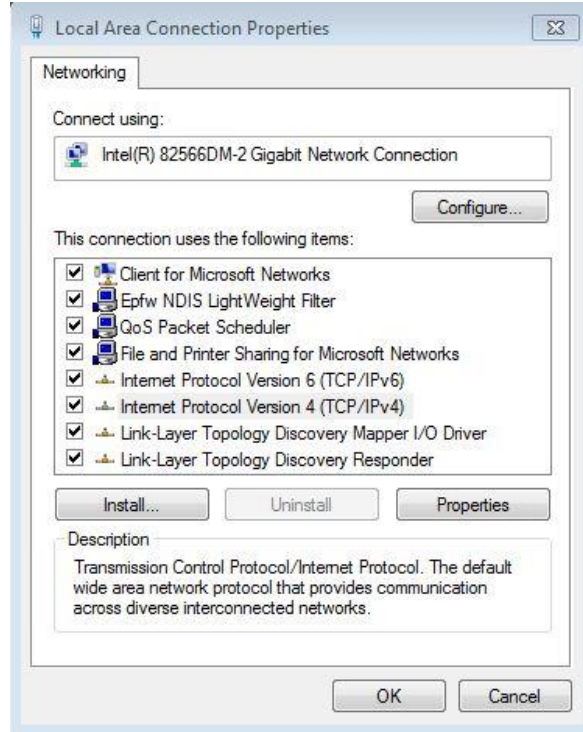 Local Area Connection Properties
Networking
Connect using:
Intel(R) 82566DM-2 Gigabit Network Connection
Configure...
This connection uses the following items:
Client for Microsoft Networks
Epfw NDIS LightWeight Filter
QoS Packet Scheduler
File and Printer Sharing for Microsoft Networks
Internet Protocol Version 6 (TCP/IPv6)
Internet Protocol Version 4 (TCP/IPv4)
Link-Layer Topology Discovery Mapper I/O Driver
Link-Layer Topology Discovery Responder
Install... Uninstall Properties
Description
Transmission Control Protocol/Internet Protocol. The default
wide area network protocol that provides communication
across diverse interconnected networks.
OK Cancel